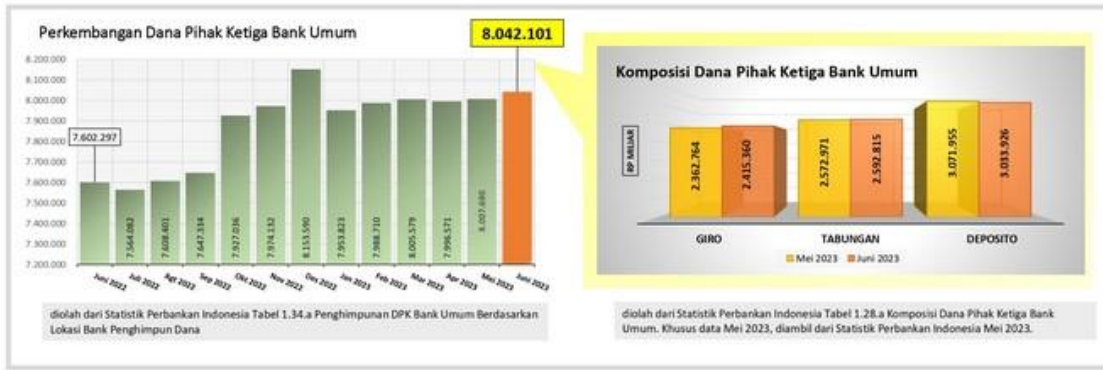 Perkembangan Dana Pihak Ketiga Bank Umum
8.042.101
8.200.000
8.100.000
8.000.000
7.900.000
7.800.000
7.700.000
7.600.000
7.500.000
7.400.000
7.300.000
7.200.000
7.602.297
7.564.082
7.608.401
7.647.334
7.927.036
7.974.132
8.153.590
7.953.823
7.988.710
8.005.579
7.996.571
8.007.690
Juni 2022
Juli 2022
Agt 2022
Sep 2022
Okt 2022
Nov 2022
Des 2022
Jan 2023
Feb 2023
Mar 2023
Apr 2023
Mei 2023
Juni 2023
diolah dari Statistik Perbankan Indonesia Tabel 1.34.a Penghimpunan DPK Bank Umum Berdasarkan
Lokasi Bank Penghimpun Dana
Komposisi Dana Pihak Ketiga Bank Umum
RP MILIAR
2.362.764
2.415.360
2.572.971
2.592.815
3.071.955
3.033.926
GIRO
TABUNGAN
DEPOSITO
Mei 2023
Juni 2023
diolah dari Statistik Perbankan Indonesia Tabel 1.28.a Komposisi Dana Pihak Ketiga Bank
Umum. Khusus data Mei 2023, diambil dari Statistik Perbankan Indonesia Mei 2023.